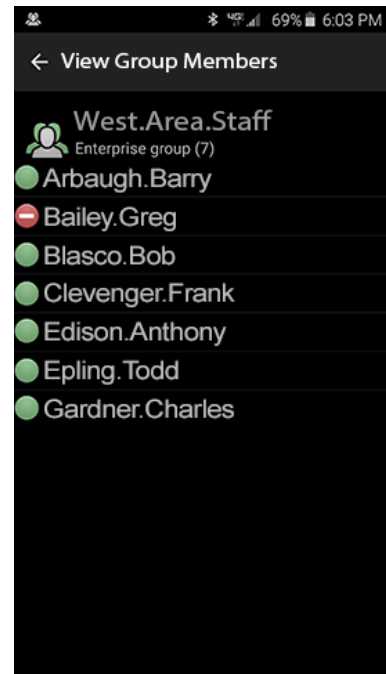 4G 69% 6:03 PM
View Group Members
West.Area.Staff
Enterprise group (7)
Arbaugh.Barry
Bailey.Greg
Blasco.Bob
Clevenger.Frank
Edison.Anthony
Epling.Todd
Gardner.Charles